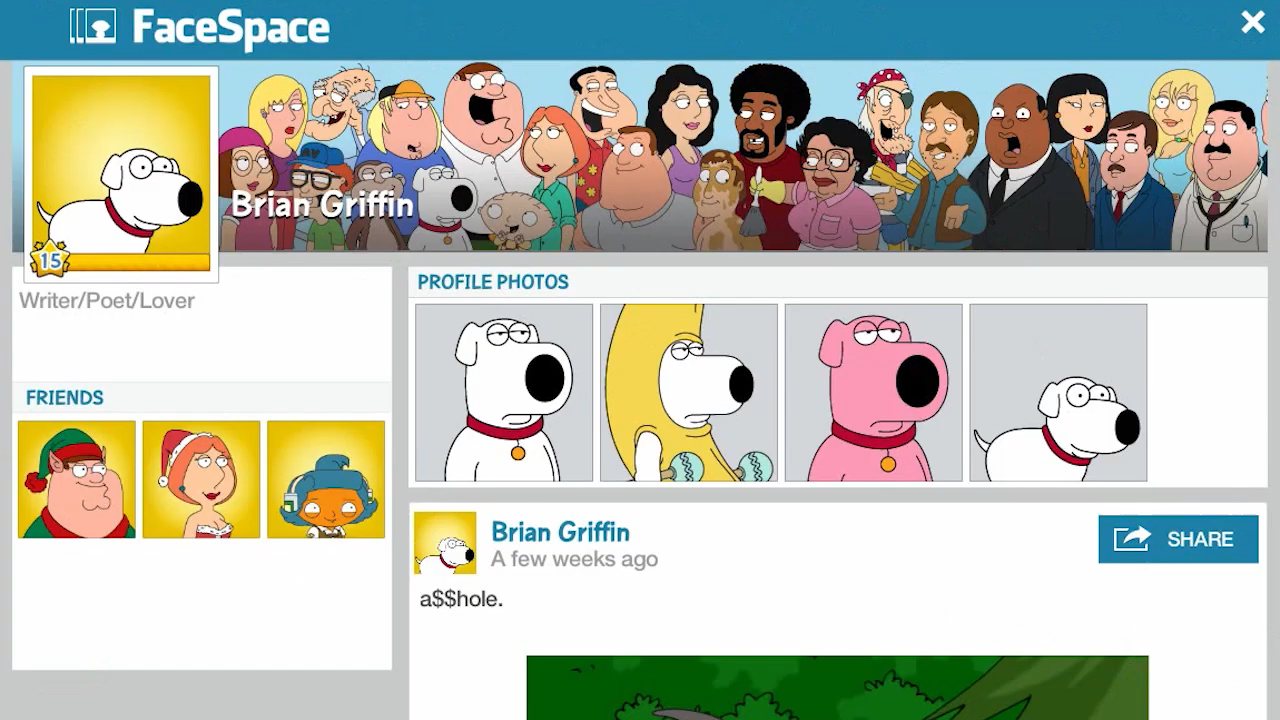 FaceSpace
Brian Griffin
15
Writer/Poet/Lover
FRIENDS
PROFILE PHOTOS
Brian Griffin
A few weeks ago
SHARE
a$$hole.